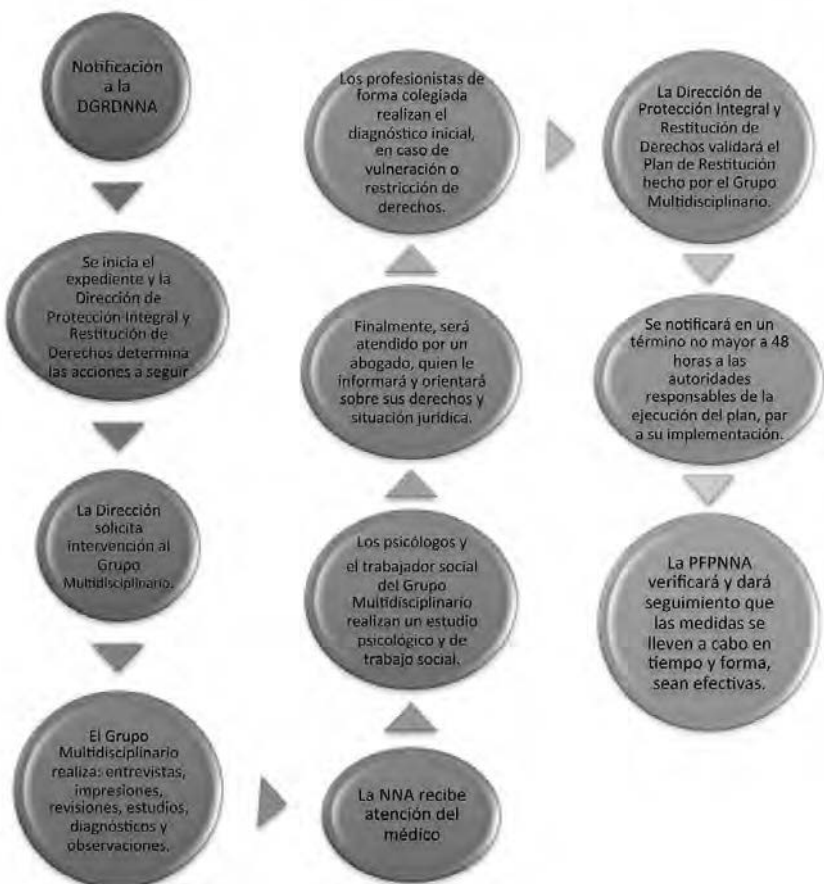 Notificación
a la
DGRDNNA
Se inicia el
expediente y la
Dirección de
Protección Integral y
Restitución de
Derechos determina
las acciones a seguir
La Dirección
solicita
intervención al
Grupo
Multidisciplinario.
El Grupo
Multidisciplinario
realiza: entrevistas,
impresiones,
revisiones, estudios,
diagnósticos y
observaciones.
La NNA recibe
atención del
médico
Los psicólogos y
el trabajador social
del Grupo
Multidisciplinario
realizan un estudio
psicológico y de
trabajo social.
Finalmente, será
atendido por un
abogado, quien le
informará y orientará
sobre sus derechos y
situación jurídica.
Los profesionistas de
forma colegiada
realizan el
diagnóstico inicial,
en caso de
vulneración o
restricción de
derechos.
La Dirección de
Protección Integral y
Restitución de
Derechos validará el
Plan de Restitución
hecho por el Grupo
Multidisciplinario.
Se notificará en un
término no mayor a 48
horas a las
autoridades
responsables de la
ejecución del plan, par
a su implementación.
La PFPNNA
verificará y dará
seguimiento que
las medidas se
lleven a cabo en
tiempo y forma,
sean efectivas.